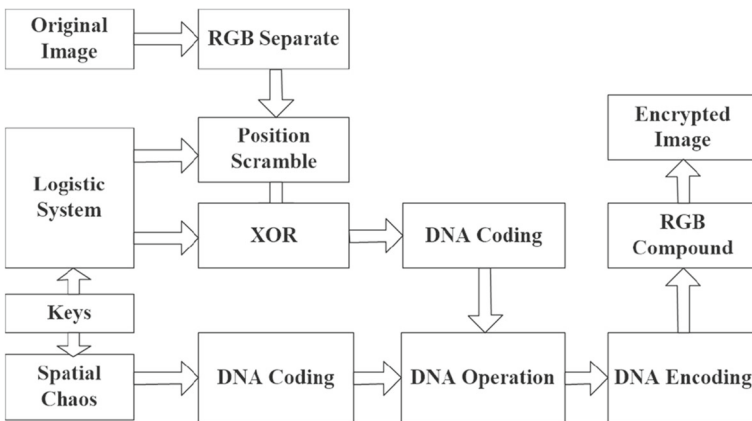 Original
Image
RGB Separate
Position
Scramble
Encrypted
Image
Logistic
System
XOR
DNA Coding
RGB
Compound
Keys
Spatial
Chaos
DNA Coding
DNA Operation
DNA Encoding